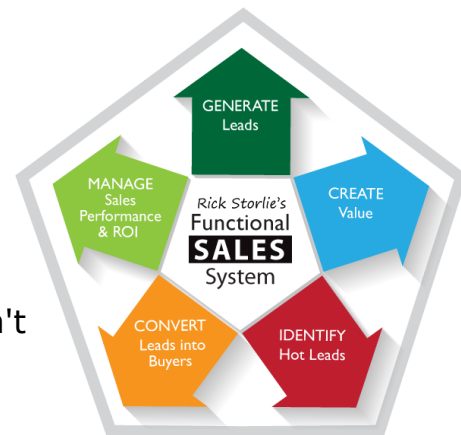 GENERATE
Leads
MANAGE
Sales
Performance
& ROI
Rick Storlie's
Functional
SALES
System
CREATE
Value
n't
CONVERT
Leads into
Buyers
IDENTIFY
Hot Leads